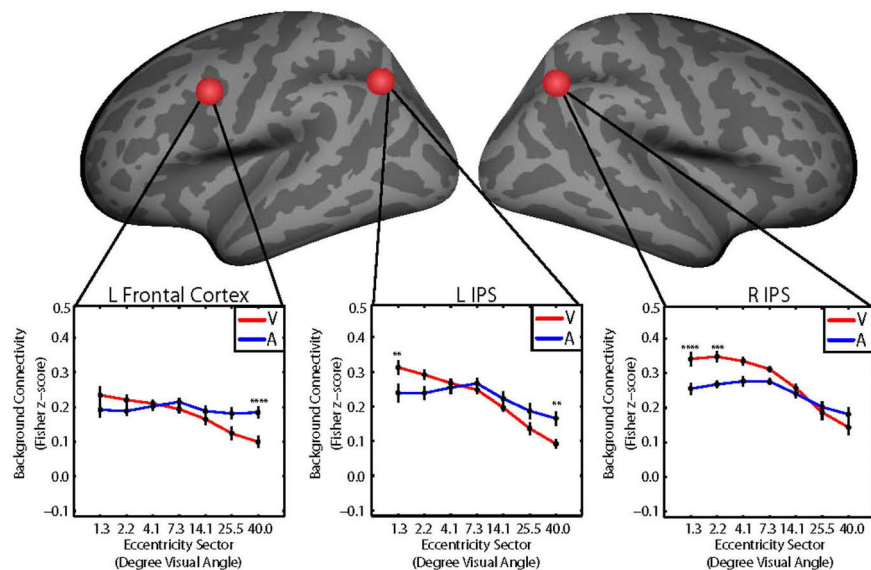 L Frontal Cortex
0.5
0.4
0.3
0.2
0.1
0.0
−0.1
Background Connectivity
(Fisher z−score)
V
A
****
1.3 2.2 4.1 7.3 14.1 25.5 40.0
Eccentricity Sector
(Degree Visual Angle)
L IPS
0.5
0.4
0.3
0.2
0.1
0.0
−0.1
Background Connectivity
(Fisher z−score)
V
A
**
**
1.3 2.2 4.1 7.3 14.1 25.5 40.0
Eccentricity Sector
(Degree Visual Angle)
R IPS
0.5
0.4
0.3
0.2
0.1
0.0
−0.1
Background Connectivity
(Fisher z−score)
V
A
**** ***
1.3 2.2 4.1 7.3 14.1 25.5 40.0
Eccentricity Sector
(Degree Visual Angle)